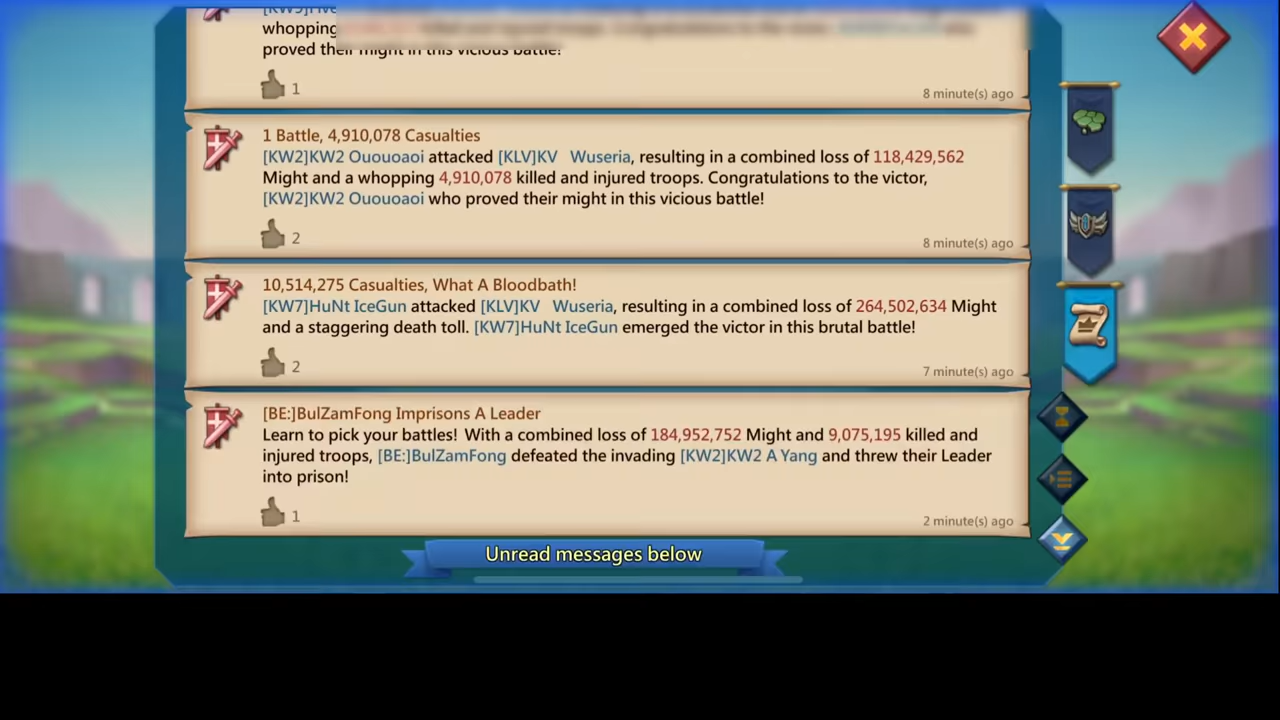 whopping
proved their might in this vicious battle!
1
8 minute(s) ago
1 Battle, 4,910,078 Casualties
[KW2]KW2 Ououoaoi attacked [KLV]KV Wuseria, resulting in a combined loss of 118,429,562
Might and a whopping 4,910,078 killed and injured troops. Congratulations to the victor,
[KW2]KW2 Ououoaoi who proved their might in this vicious battle!
2
8 minute(s) ago
10,514,275 Casualties, What A Bloodbath!
[KW7]HuNt IceGun attacked [KLV]KV Wuseria, resulting in a combined loss of 264,502,634 Might
and a staggering death toll. [KW7]HuNt IceGun emerged the victor in this brutal battle!
2
7 minute(s) ago
[BE:]BulZamFong Imprisons A Leader
Learn to pick your battles! With a combined loss of 184,952,752 Might and 9,075,195 killed and
injured troops, [BE:]BulZamFong defeated the invading [KW2]KW2 A Yang and threw their Leader
into prison!
1
2 minute(s) ago
Unread messages below